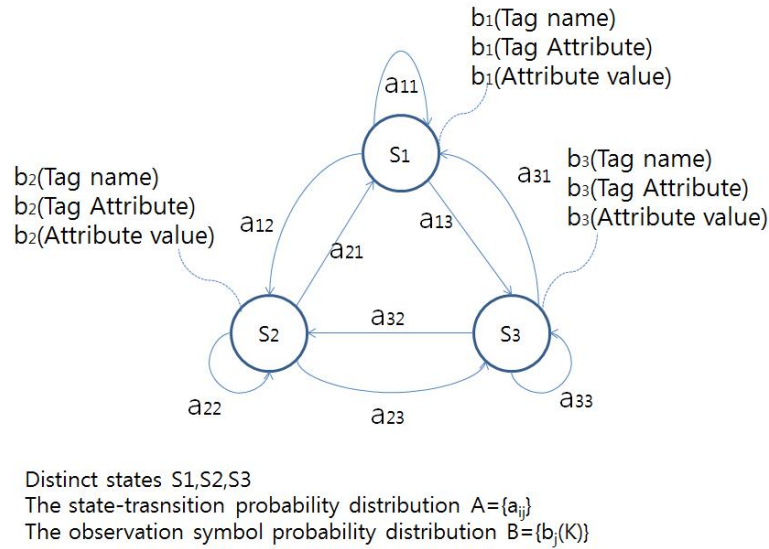 b1(Tag name)
b1(Tag Attribute)
b1(Attribute value)
a11
S1
b3(Tag name)
b3(Tag Attribute)
b3(Attribute value)
a31
b2(Tag name)
b2(Tag Attribute)
b2(Attribute value)
a12
a13
a21
a32
S2
S3
a22
a23
a33
Distinct states S1,S2,S3
The state-trasnsition probability distribution A={aij}
The observation symbol probability distribution B={bj(K)}